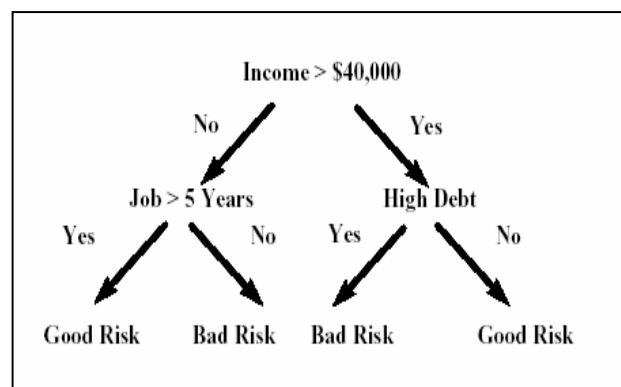 Income > $40,000
No
Yes
Job > 5 Years
High Debt
Yes
No
Yes
No
Good Risk
Bad Risk
Bad Risk
Good Risk